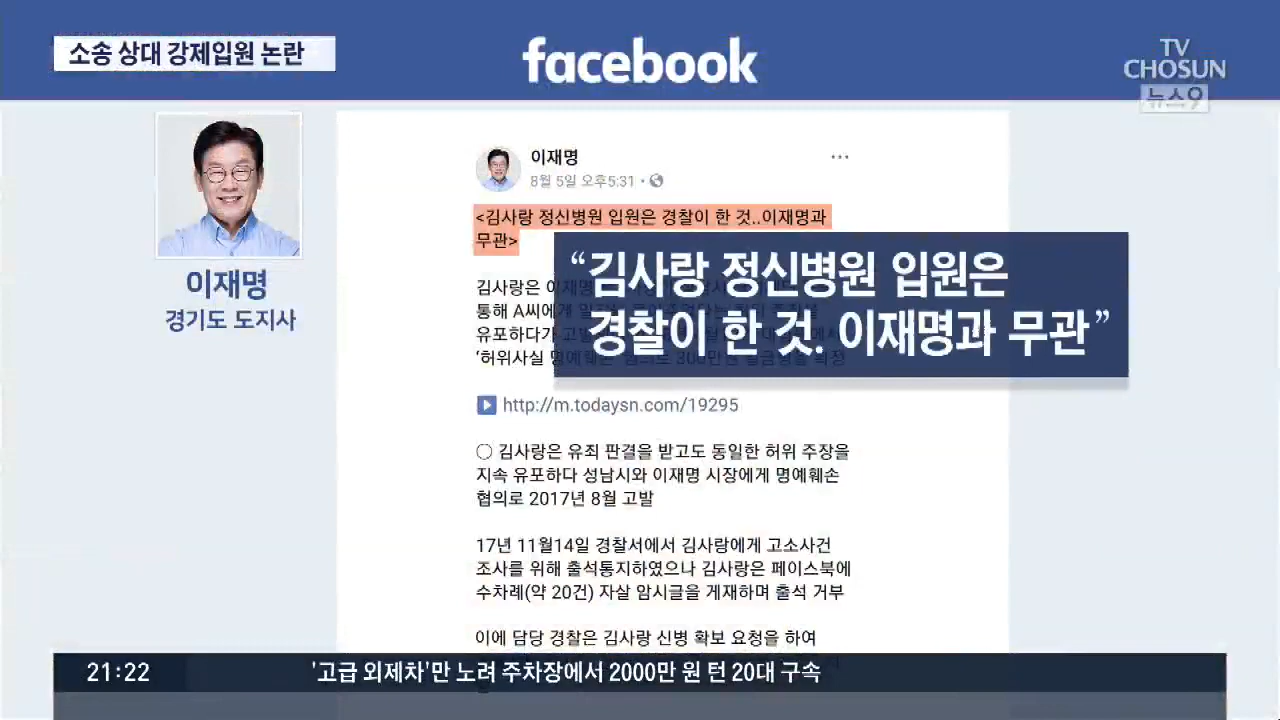 소송 상대 강제입원 논란
facebook
TV
CHOSUN
뉴스9
이재명
경기도 도지사
이재명
8월 5일 오후5:31
<김사랑 정신병원 입원은 경찰이 한 것..이재명과
무관>
“김사랑 정신병원 입원은
경찰이 한 것. 이재명과 무관”
김사랑은
통해 A씨에게
유포하다가
‘허위사실
http://m.todaysn.com/19295
○ 김사랑은 유죄 판결을 받고도 동일한 허위 주장을
지속 유포하다 성남시와 이재명 시장에게 명예훼손
협의로 2017년 8월 고발
17년 11월14일 경찰서에서 김사랑에게 고소사건
조사를 위해 출석통지하였으나 김사랑은 페이스북에
수차례(약 20건) 자살 암시글을 게재하며 출석 거부
이에 담당 경찰은 김사랑 신병 확보 요청을 하여
21:22
'고급 외제차'만 노려 주차장에서 2000만 원 턴 20대 구속